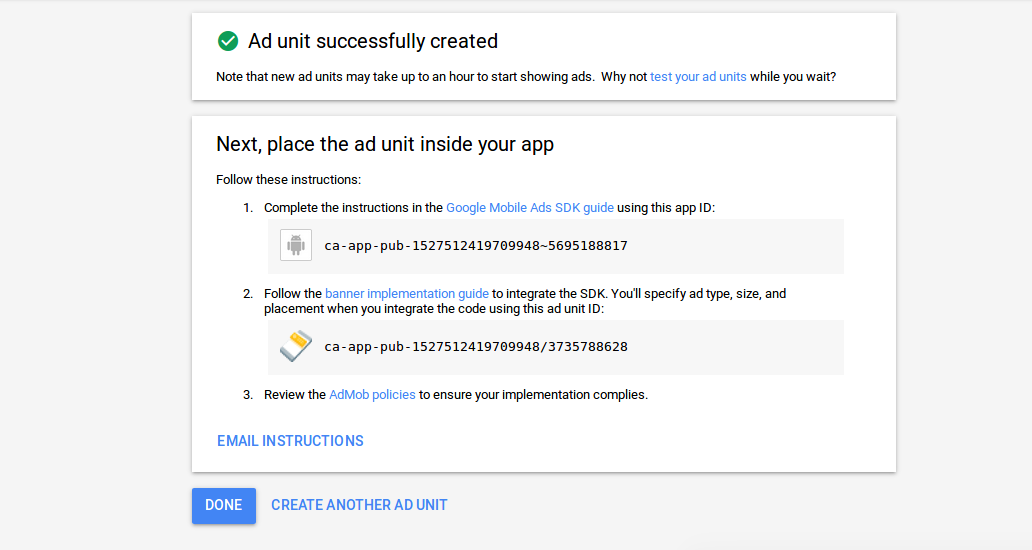 Ad unit successfully created
Note that new ad units may take up to an hour to start showing ads. Why not test your ad units while you wait?
Next, place the ad unit inside your app
Follow these instructions:
1. Complete the instructions in the Google Mobile Ads SDK guide using this app ID:
ca-app-pub-1527512419709948~5695188817
2. Follow the banner implementation guide to integrate the SDK. You'll specify ad type, size, and
placement when you integrate the code using this ad unit ID:
ca-app-pub-1527512419709948/3735788628
3. Review the AdMob policies to ensure your implementation complies.
EMAIL INSTRUCTIONS
DONE CREATE ANOTHER AD UNIT